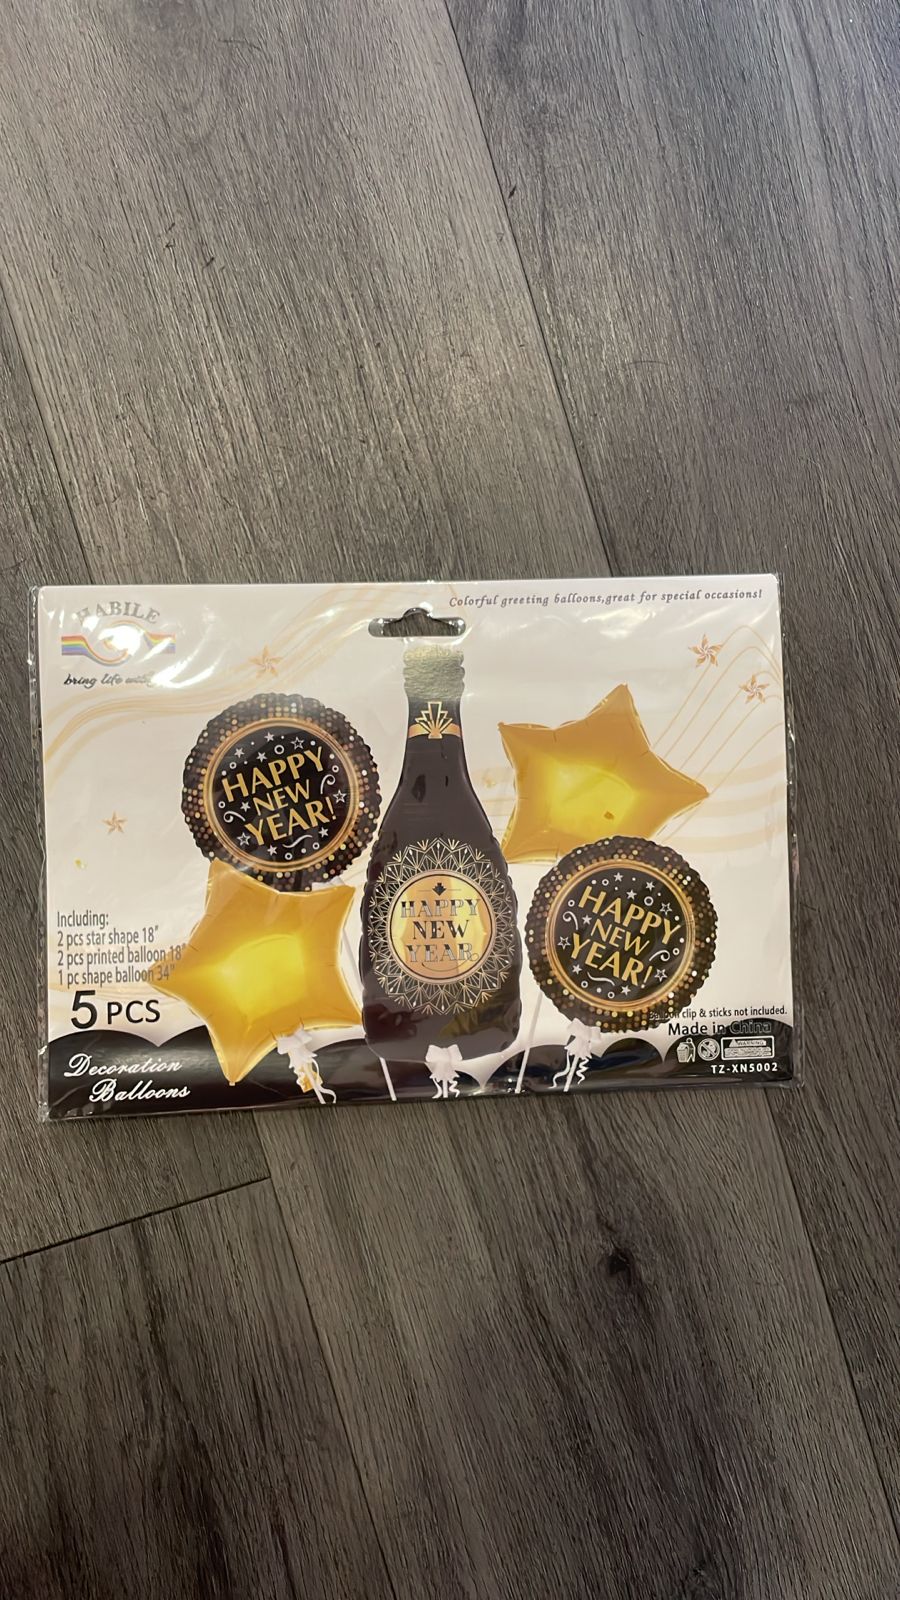 HABILE
bring life with
Colorful greeting balloons,great for special occasions!
HAPPY
NEW
YEAR!
HAPPY
NEW
YEAR
HAPPY
NEW
YEAR!
Including:
2 pcs star shape 18"
2 pcs printed balloon 18"
1 pc shape balloon 34"
5 PCS
Decoration
Balloons
Balloon clip & sticks not included.
Made in China
WARNING
TZ-XN5002